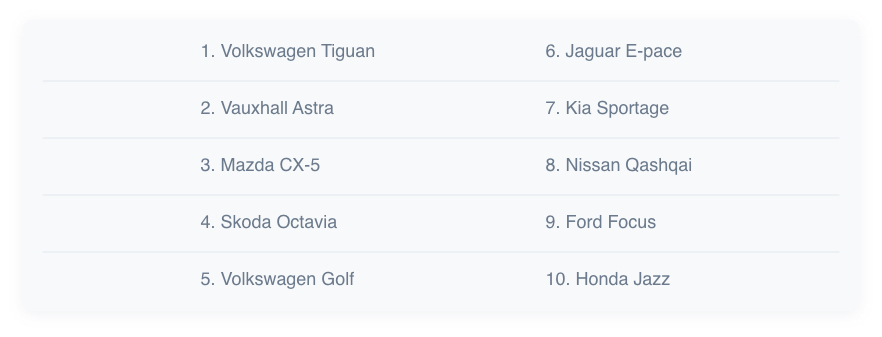 1. Volkswagen Tiguan
2. Vauxhall Astra
3. Mazda CX-5
4. Skoda Octavia
5. Volkswagen Golf
6. Jaguar E-pace
7. Kia Sportage
8. Nissan Qashqai
9. Ford Focus
10. Honda Jazz